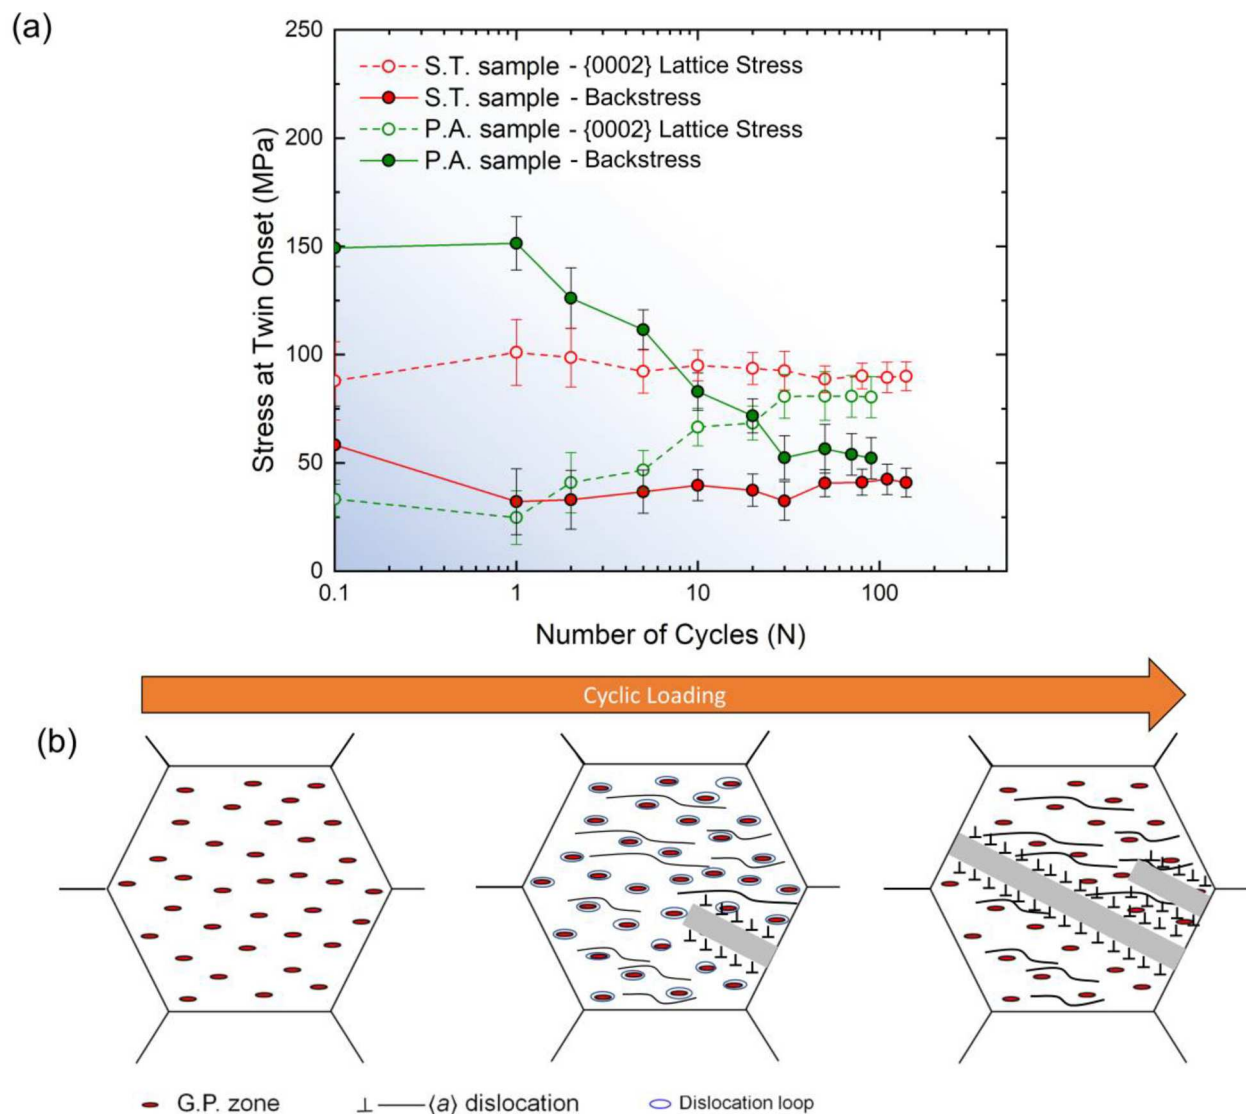 (a)
250
200
150
100
50
0
Stress at Twin Onset (MPa)
S.T. sample - {0002} Lattice Stress
S.T. sample - Backstress
P.A. sample - {0002} Lattice Stress
P.A. sample - Backstress
0.1 1 10 100
Number of Cycles (N)
Cyclic Loading
(b)
G.P. zone ⟨a⟩ dislocation Dislocation loop